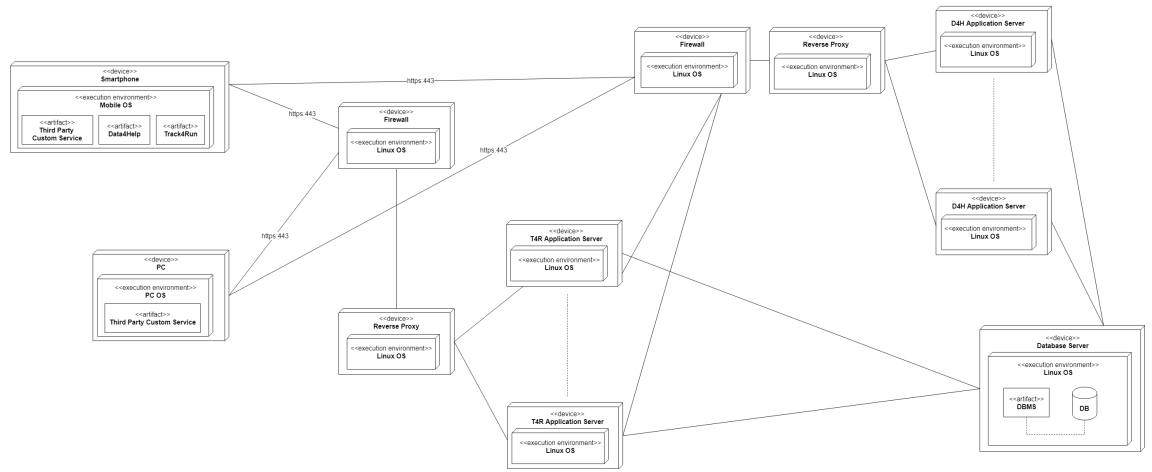 <<device>>
Smartphone
<<execution environment>>
Mobile OS
<<artifact>>
Third Party
Custom Service
<<artifact>>
Data4Help
<<artifact>>
Track4Run
https:443
https:443
https:443
https:443
<<device>>
Firewall
<<execution environment>>
Linux OS
<<device>>
Firewall
<<execution environment>>
Linux OS
<<device>>
Reverse Proxy
<<execution environment>>
Linux OS
<<device>>
D4H Application Server
<<execution environment>>
Linux OS
<<device>>
D4H Application Server
<<execution environment>>
Linux OS
<<device>>
PC
<<execution environment>>
PC OS
<<artifact>>
Third Party Custom Service
<<device>>
T4R Application Server
<<execution environment>>
Linux OS
<<device>>
Reverse Proxy
<<execution environment>>
Linux OS
<<device>>
T4R Application Server
<<execution environment>>
Linux OS
<<device>>
Database Server
<<execution environment>>
Linux OS
<<artifact>>
DBMS
DB